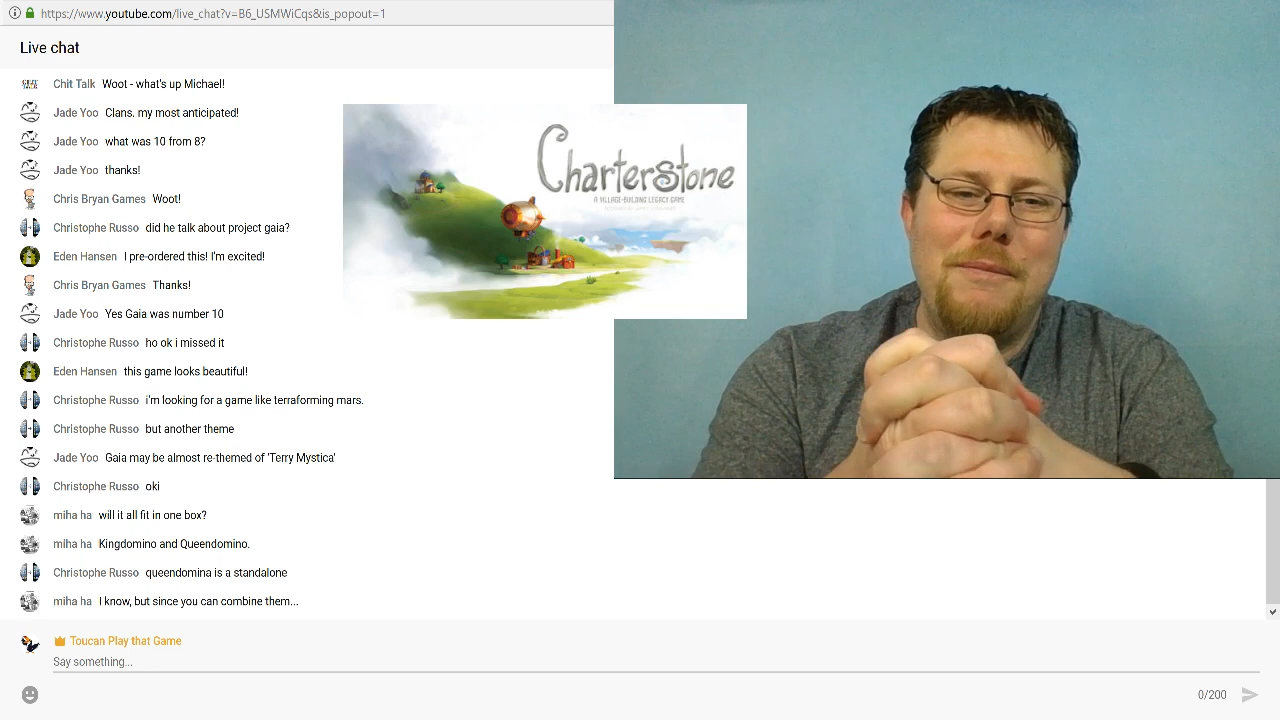 https://www.youtube.com/live_chat?v=B6_USMWiCqs&is_popout=1
Live chat
Chit Talk Woot - what's up Michael!
Jade Yoo Clans. my most anticipated!
Jade Yoo what was 10 from 8?
Jade Yoo thanks!
Chris Bryan Games Woot!
Christophe Russo did he talk about project gaia?
Eden Hansen I pre-ordered this! I'm excited!
Chris Bryan Games Thanks!
Jade Yoo Yes Gaia was number 10
Christophe Russo ho ok i missed it
Eden Hansen this game looks beautiful!
Christophe Russo i'm looking for a game like terraforming mars.
Christophe Russo but another theme
Jade Yoo Gaia may be almost re-themed of 'Terry Mystica'
Christophe Russo oki
miha ha will it all fit in one box?
miha ha Kingdomino and Queendomino.
Christophe Russo queendomina is a standalone
miha ha I know, but since you can combine them...
Toucan Play that Game
Say something...
0/200
Charterstone
A VILLAGE-BUILDING LEGACY GAME